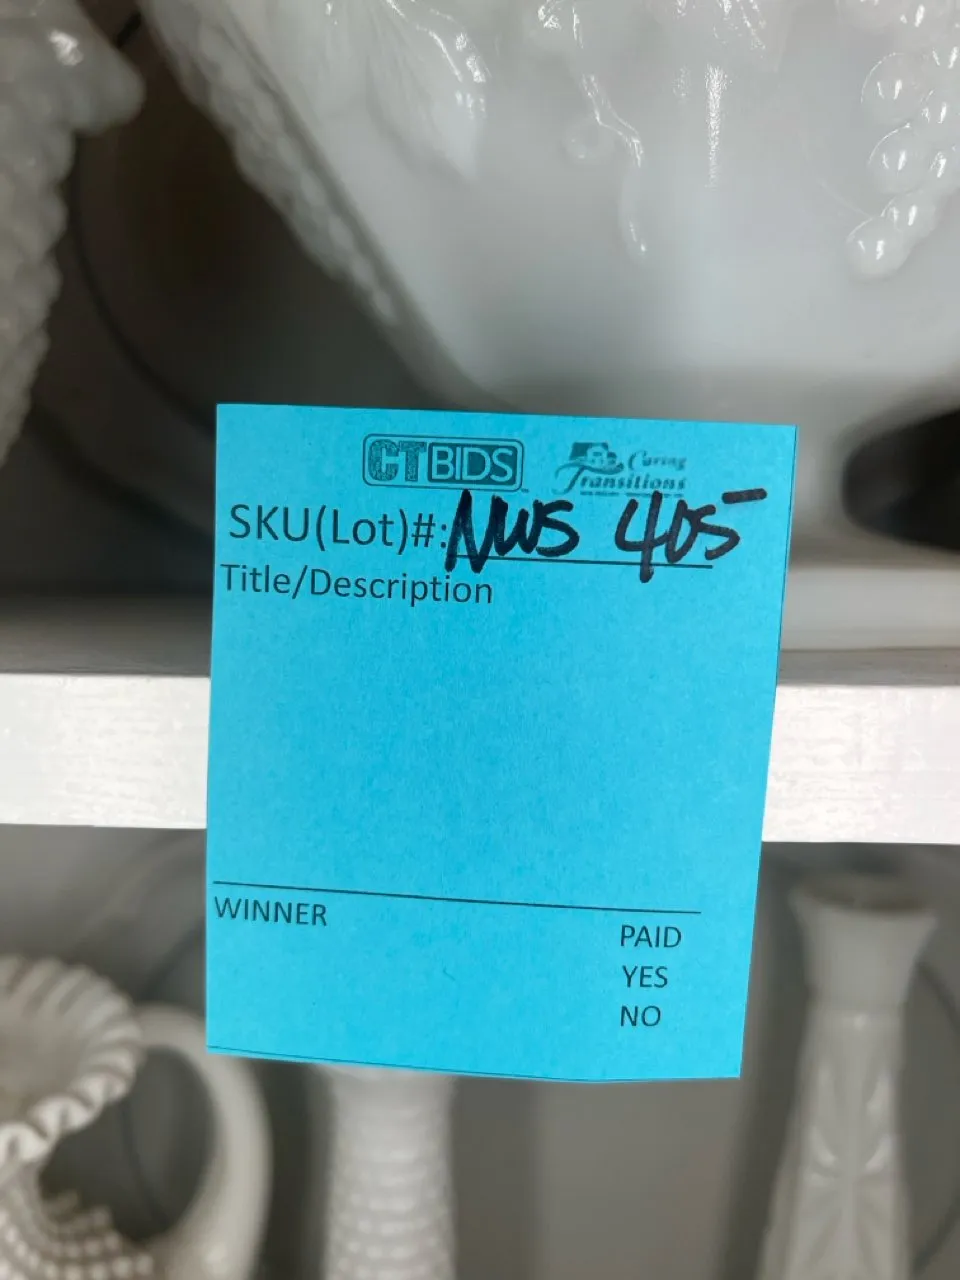 CTBIDS
Caring
Transitions
SKU(Lot)#: NWS 405
Title/Description
WINNER
PAID
YES
NO